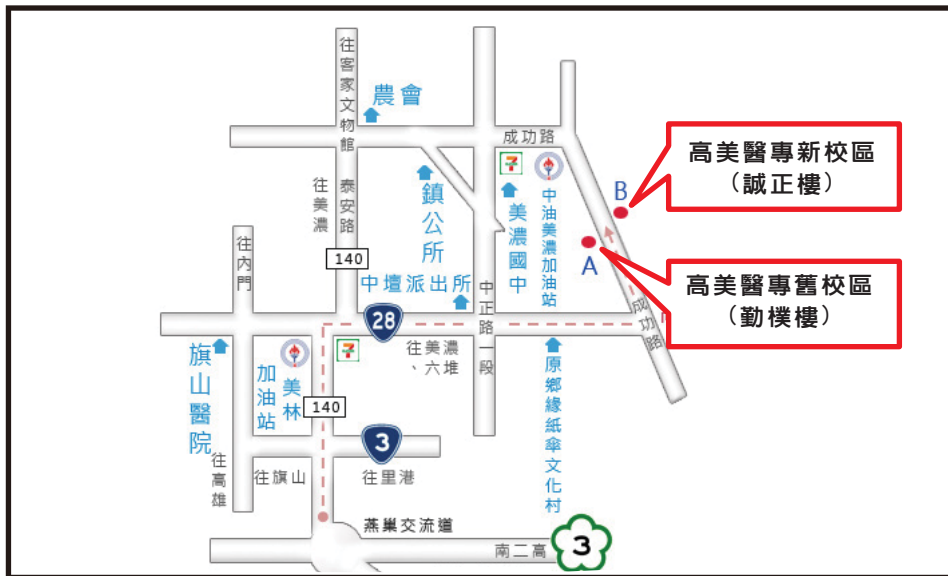 往客家文物館
農會
成功路
高美醫專新校區
（誠正樓）
往美濃
泰安路
鎮公所
7
美濃國中
中油美濃加油站
B
A
往內門
140
中壇派出所
中正路一段
高美醫專舊校區
（勤樸樓）
28
成功路
旗山醫院
加油站
美林
7
往美濃
、六堆
原鄉緣紙傘文化村
140
3
往高雄
往旗山
往里港
燕巢交流道
南二高
3